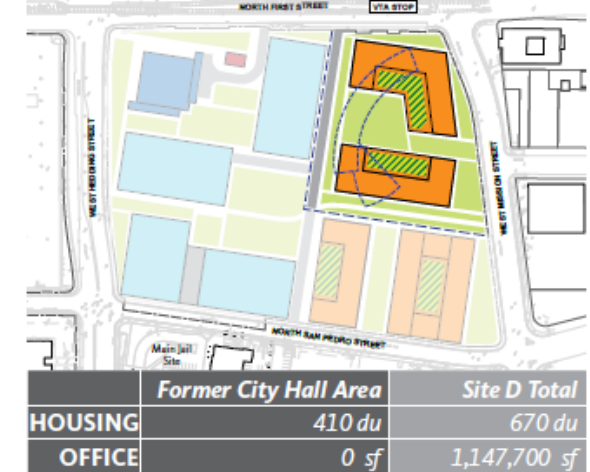 NORTH FIRST STREET
VTA STOP
WEST HEDDING STREET
WEST MISSION STREET
NORTH SAN PEDRO STREET
Main Jail
Site
Former City Hall Area Site D Total
HOUSING 410 du 670 du
OFFICE 0 sf 1,147,700 sf